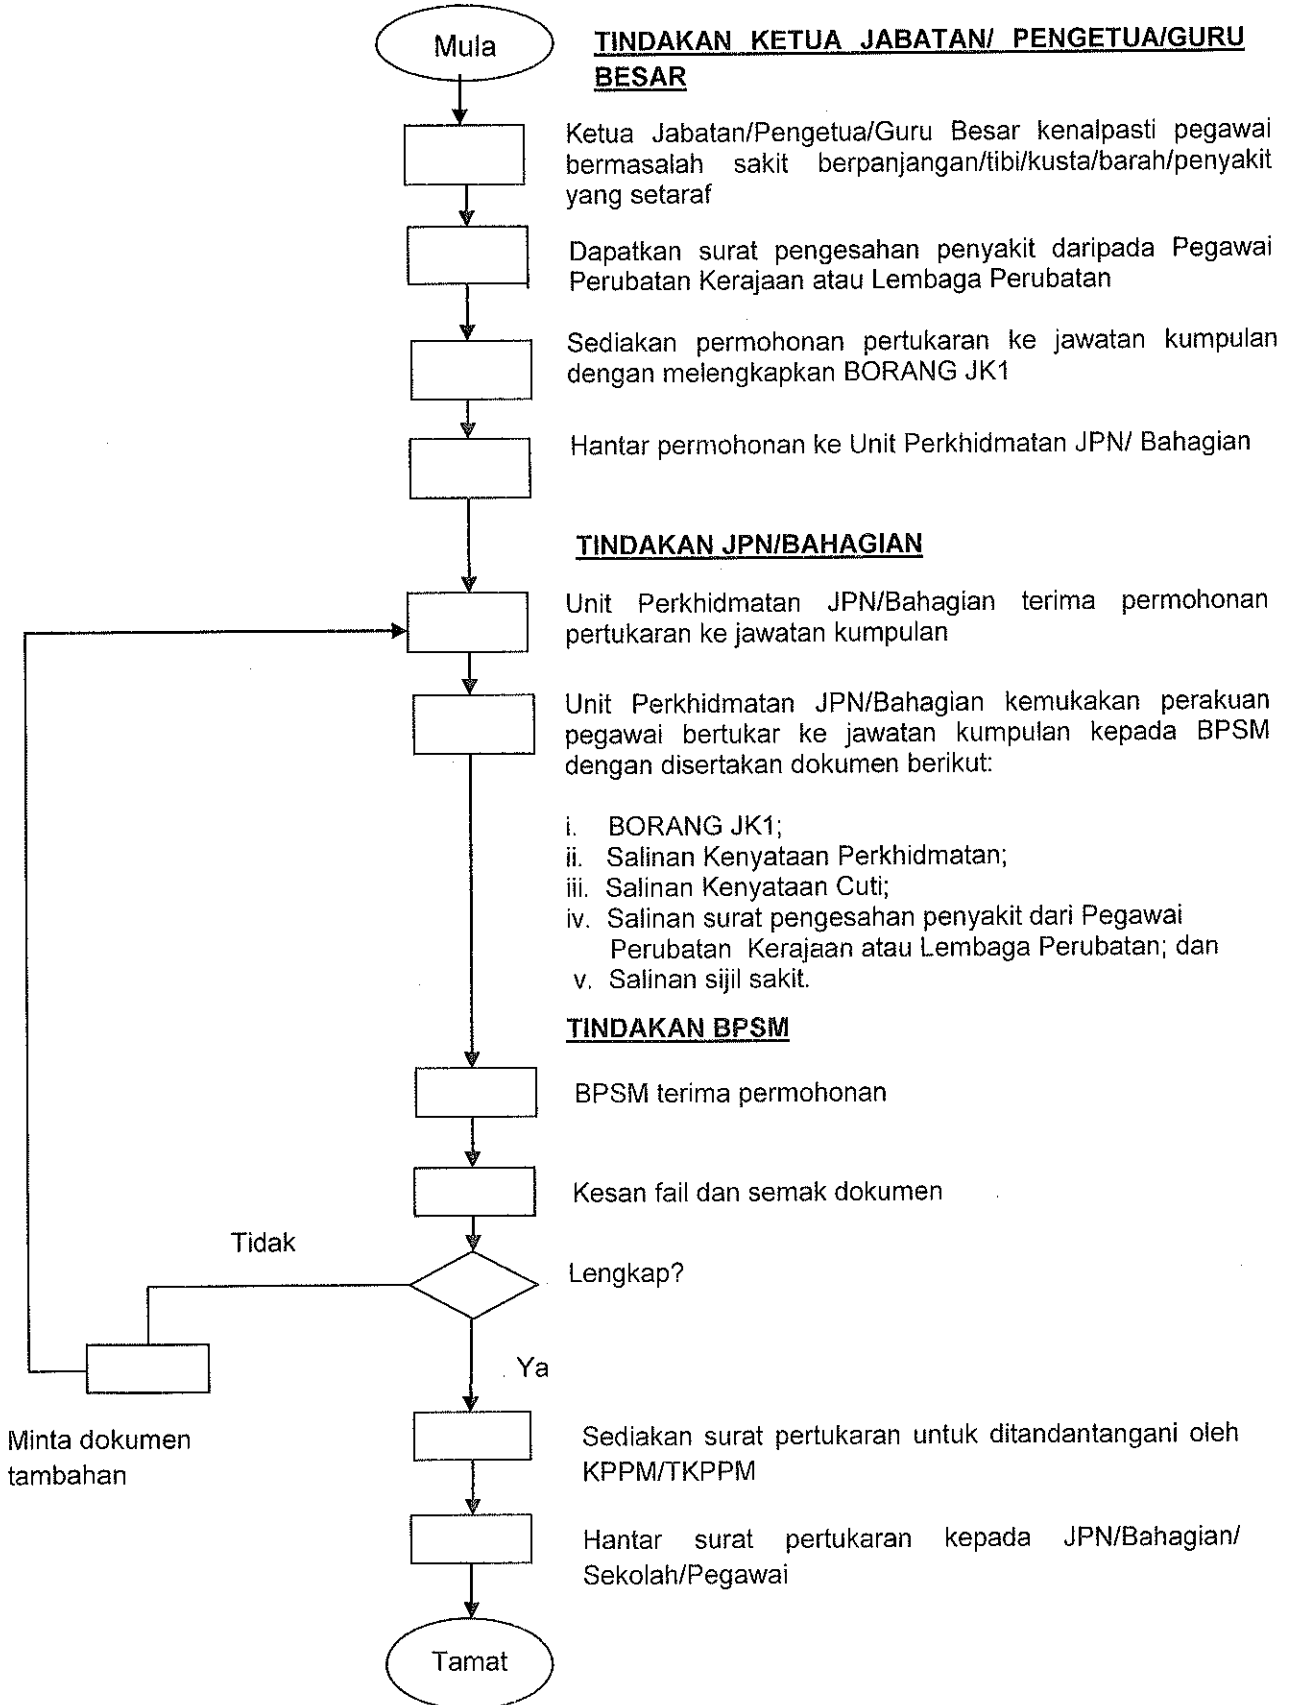 Mula
TINDAKAN KETUA JABATAN/ PENGETUA/GURU
BESAR
Ketua Jabatan/Pengetua/Guru Besar kenalpasti pegawai
bermasalah sakit berpanjangan/tibi/kusta/barah/penyakit
yang setaraf
Dapatkan surat pengesahan penyakit daripada Pegawai
Perubatan Kerajaan atau Lembaga Perubatan
Sediakan permohonan pertukaran ke jawatan kumpulan
dengan melengkapkan BORANG JK1
Hantar permohonan ke Unit Perkhidmatan JPN/ Bahagian
TINDAKAN JPN/BAHAGIAN
Unit Perkhidmatan JPN/Bahagian terima permohonan
pertukaran ke jawatan kumpulan
Unit Perkhidmatan JPN/Bahagian kemukakan perakuan
pegawai bertukar ke jawatan kumpulan kepada BPSM
dengan disertakan dokumen berikut:
i. BORANG JK1;
ii. Salinan Kenyataan Perkhidmatan;
iii. Salinan Kenyataan Cuti;
iv. Salinan surat pengesahan penyakit dari Pegawai
Perubatan Kerajaan atau Lembaga Perubatan; dan
v. Salinan sijil sakit.
TINDAKAN BPSM
BPSM terima permohonan
Kesan fail dan semak dokumen
Tidak
Lengkap?
Ya
Minta dokumen
tambahan
Sediakan surat pertukaran untuk ditandantangani oleh
KPPM/TKPPM
Hantar surat pertukaran kepada JPN/Bahagian/
Sekolah/Pegawai
Tamat